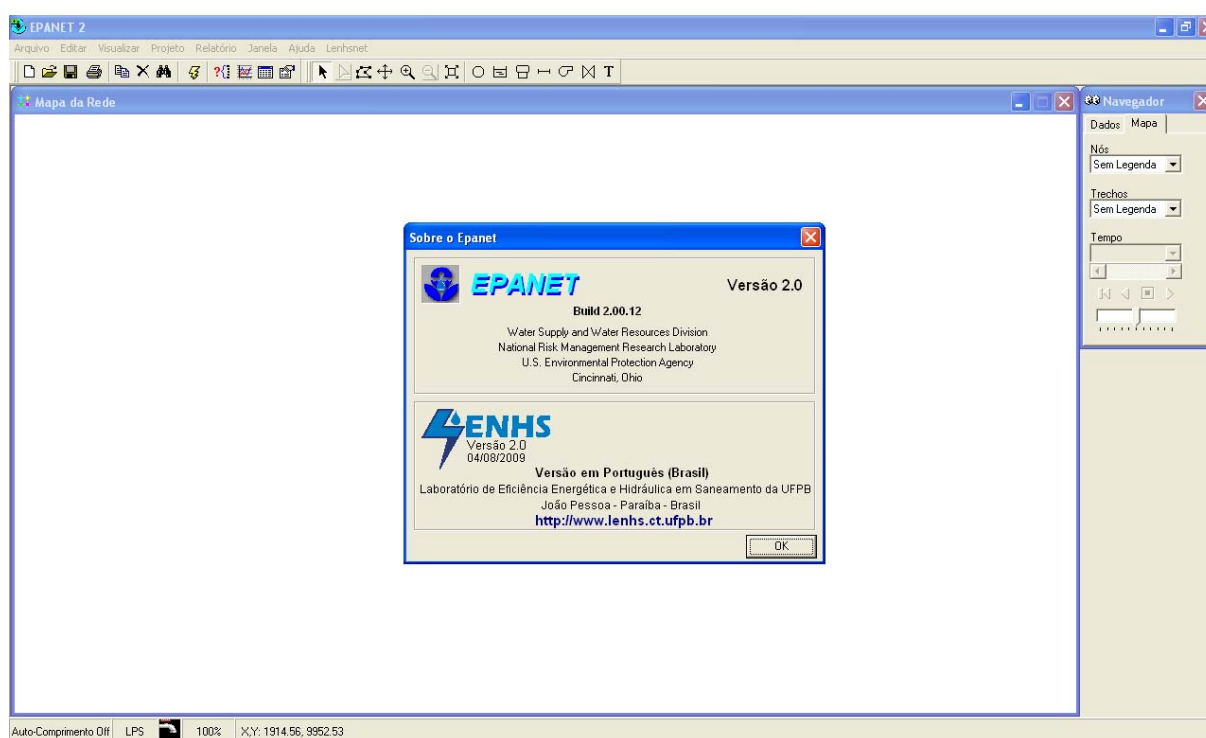 EPANET 2
Arquivo Editar Visualizar Projeto Relatório Janela Ajuda Lenhsnet
T
Mapa da Rede
Navegador
Dados Mapa
Nós
Sem Legenda
Trechos
Sem Legenda
Tempo
Sobre o Epanet
EPANET
Versão 2.0
Build 2.00.12
Water Supply and Water Resources Division
National Risk Management Research Laboratory
U.S. Environmental Protection Agency
Cincinnati, Ohio
LENHS
Versão 2.0
04/08/2009
Versão em Português (Brasil)
Laboratório de Eficiência Energética e Hidráulica em Saneamento da UFPB
João Pessoa - Paraíba - Brasil
http://www.lenhs.ct.ufpb.br
OK
Auto-Comprimento Off LPS 100% X,Y: 1914.56, 9952.53